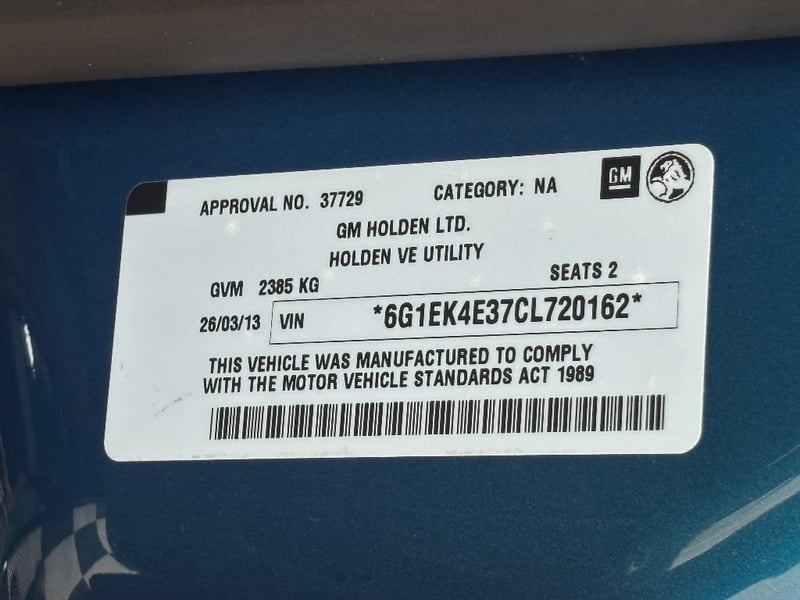 APPROVAL NO. 37729 CATEGORY: NA GM
GM HOLDEN LTD.
HOLDEN VE UTILITY
GVM 2385 KG SEATS 2
26/03/13 VIN *6G1EK4E37CL720162*
THIS VEHICLE WAS MANUFACTURED TO COMPLY
WITH THE MOTOR VEHICLE STANDARDS ACT 1989